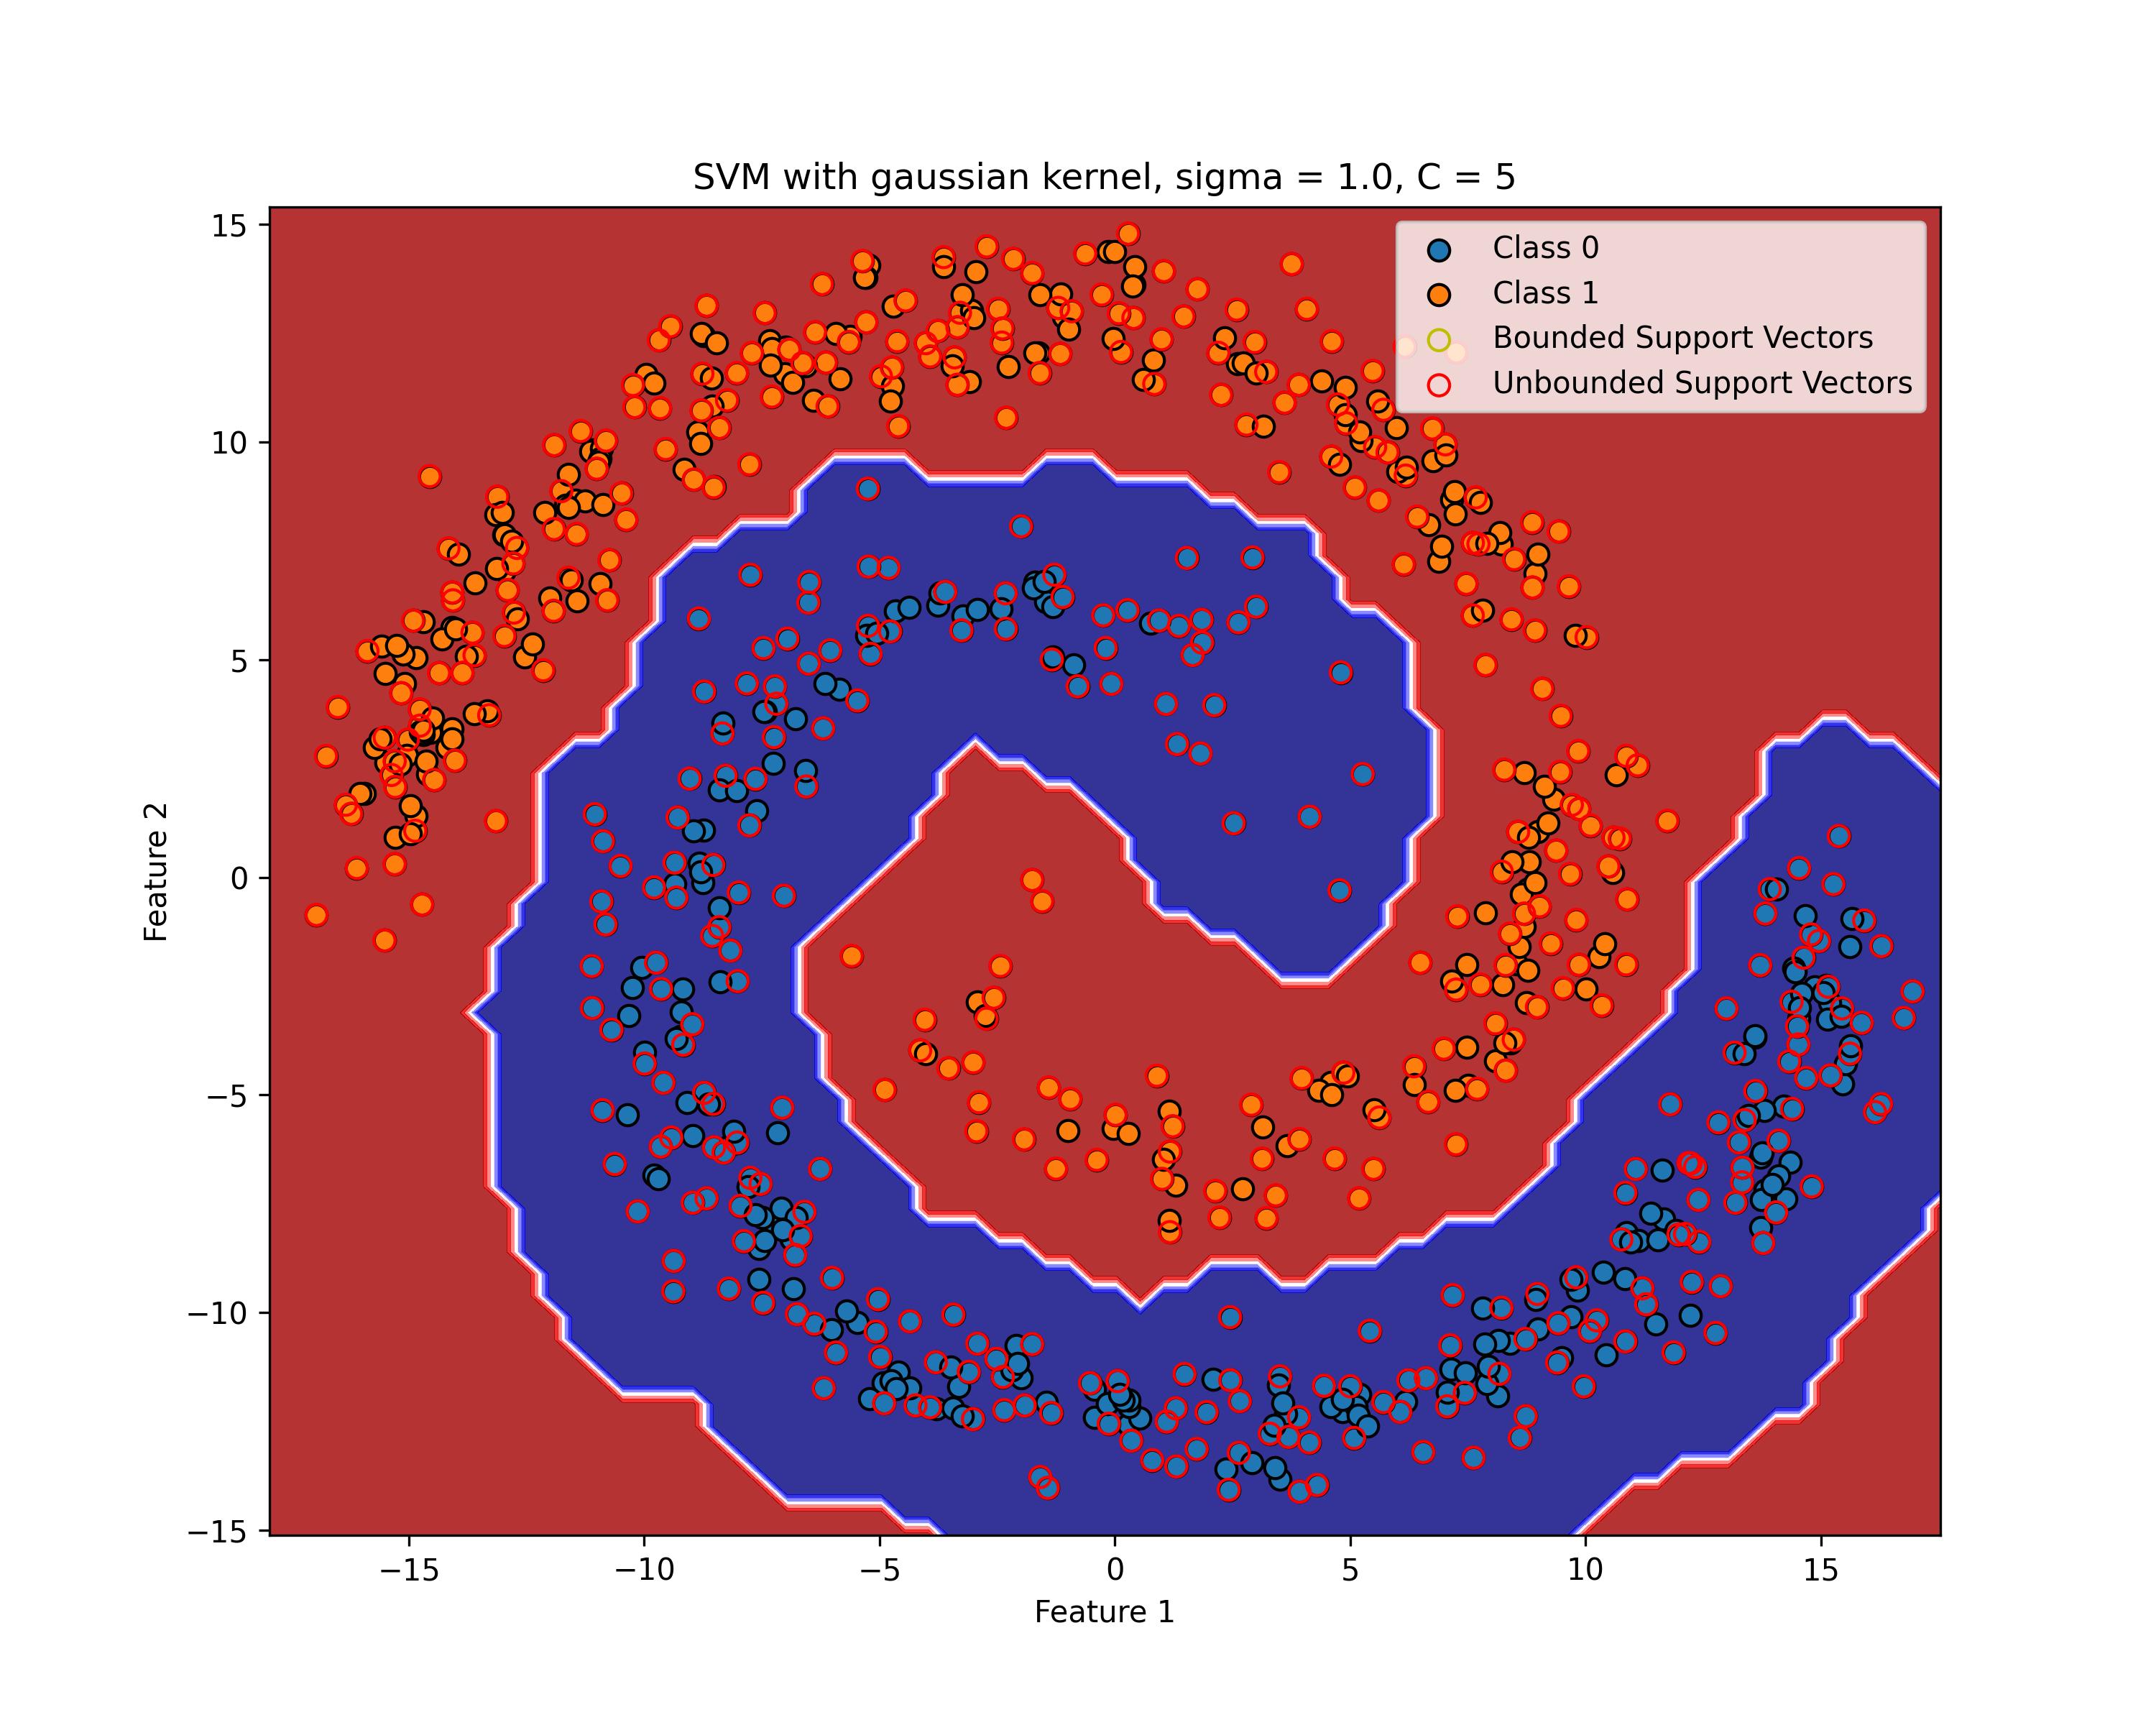 SVM with gaussian kernel, sigma = 1.0, C = 5
Class 0
Class 1
Bounded Support Vectors
Unbounded Support Vectors
15
10
5
0
−5
−10
−15
Feature 2
−15
−10
−5
0
5
10
15
Feature 1